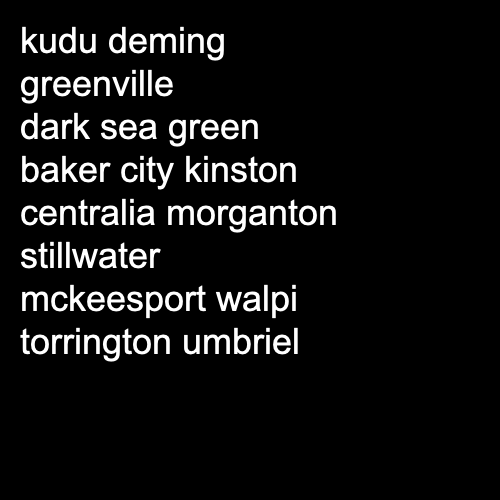 kudu deming
greenville
dark sea green
baker city kinston
centralia morganton
stillwater
mckeesport walpi
torrington umbriel